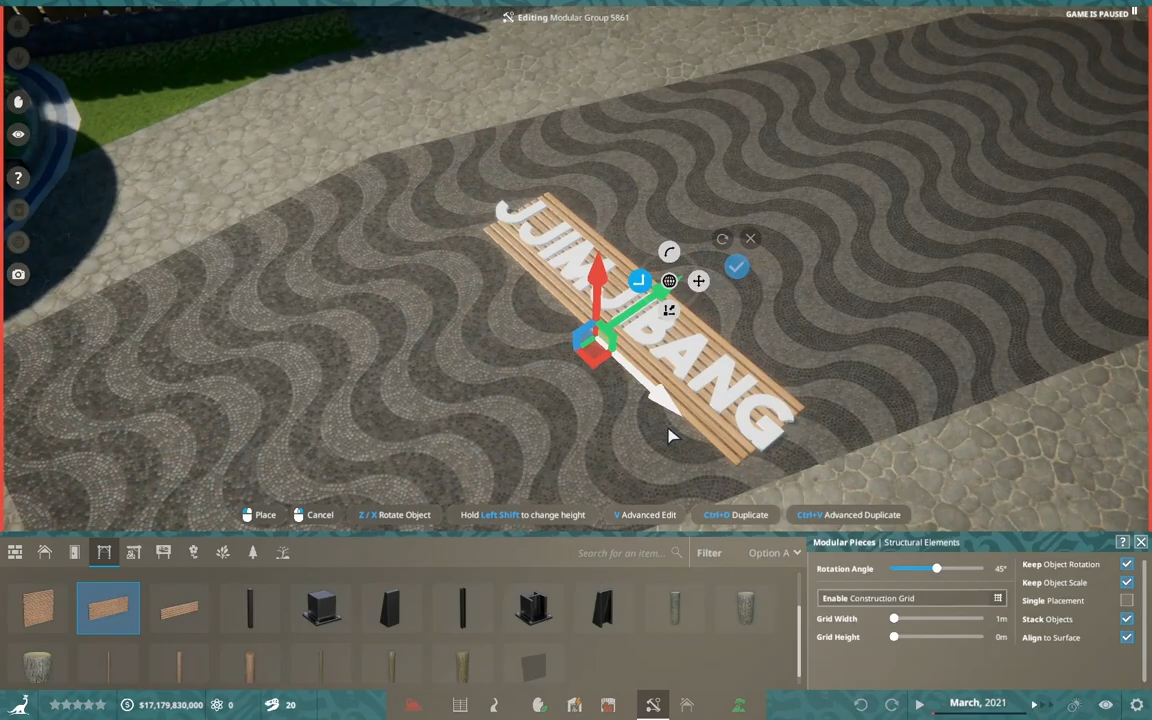 Editing Modular Group 5861
GAME IS PAUSED
?
JJIMJIBANG
Place
Cancel
Z / X Rotate Object
Hold Left Shift to change height
V Advanced Edit
Ctrl+D Duplicate
Ctrl+V Advanced Duplicate
Search for an item...
Filter
Option A
Modular Pieces | Structural Elements
?
Rotation Angle
45°
Enable Construction Grid
Grid Width
1m
Grid Height
0m
Keep Object Rotation
Keep Object Scale
Single Placement
Stack Objects
Align to Surface
$17,179,830,000
0
20
March, 2021